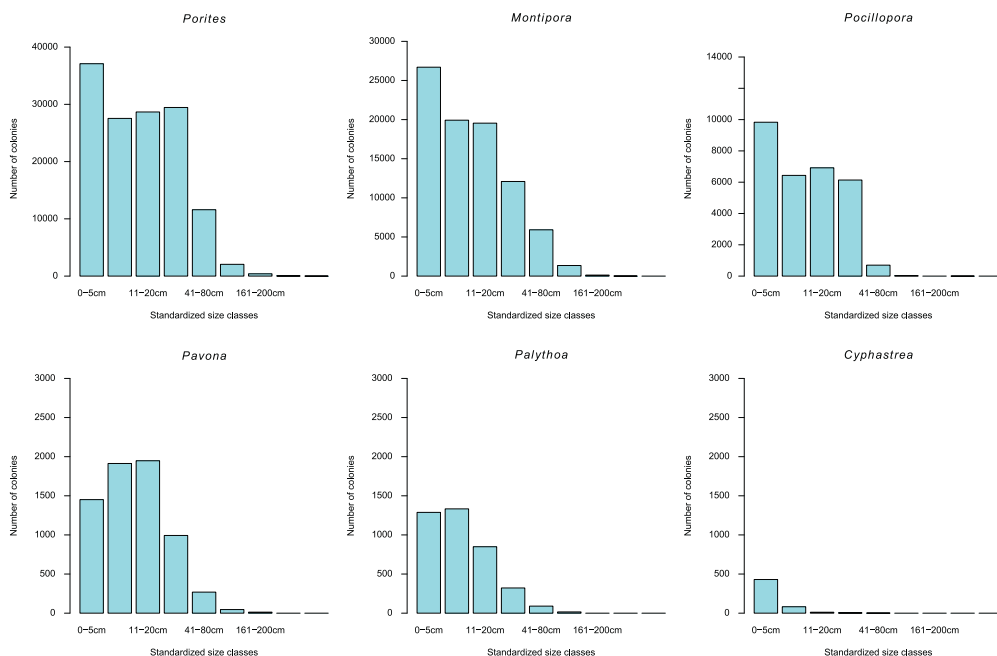 Porites
Number of colonies
40000
30000
20000
10000
0
0−5cm 11−20cm 41−80cm 161−200cm
Standardized size classes
Montipora
Number of colonies
30000
25000
20000
15000
10000
5000
0
0−5cm 11−20cm 41−80cm 161−200cm
Standardized size classes
Pocillopora
Number of colonies
14000
10000
8000
6000
4000
2000
0
0−5cm 11−20cm 41−80cm 161−200cm
Standardized size classes
Pavona
Number of colonies
3000
2500
2000
1500
1000
500
0
0−5cm 11−20cm 41−80cm 161−200cm
Standardized size classes
Palythoa
Number of colonies
3000
2500
2000
1500
1000
500
0
0−5cm 11−20cm 41−80cm 161−200cm
Standardized size classes
Cyphastrea
Number of colonies
3000
2500
2000
1500
1000
500
0
0−5cm 11−20cm 41−80cm 161−200cm
Standardized size classes